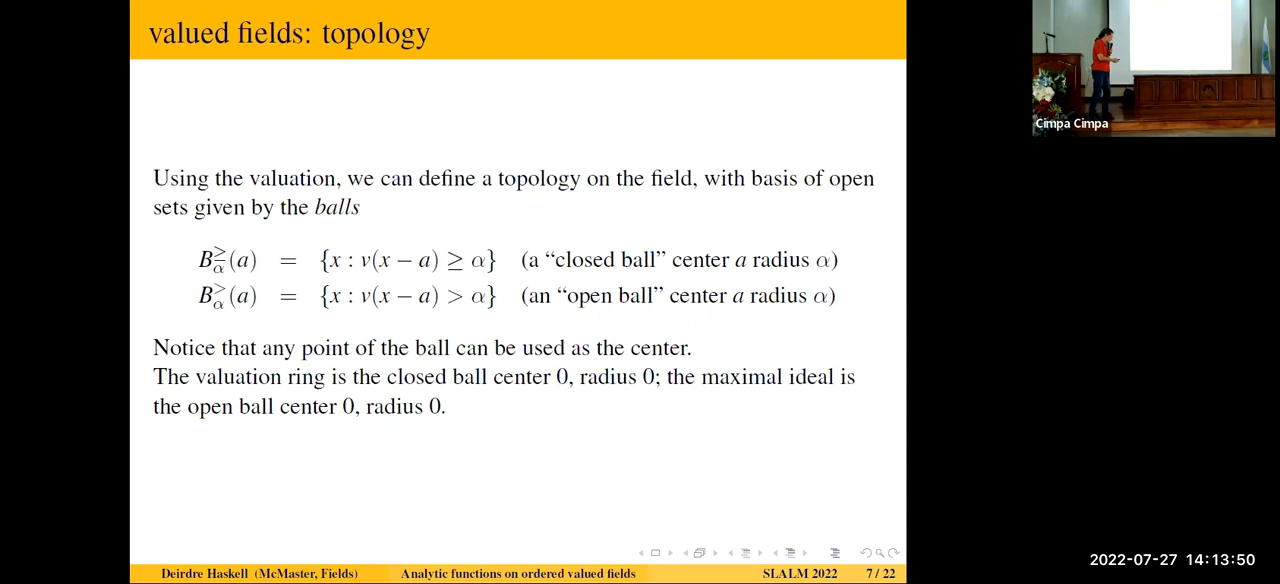 valued fields: topology
Using the valuation, we can define a topology on the field, with basis of open
sets given by the balls
B≥α(a) = {x : v(x − a) ≥ α} (a “closed ball” center a radius α)
B>α(a) = {x : v(x − a) > α} (an “open ball” center a radius α)
Notice that any point of the ball can be used as the center.
The valuation ring is the closed ball center 0, radius 0; the maximal ideal is
the open ball center 0, radius 0.
Deirdre Haskell (McMaster, Fields) Analytic functions on ordered valued fields SLALM 2022 7 / 22
Cimpa Cimpa
2022-07-27 14:13:50